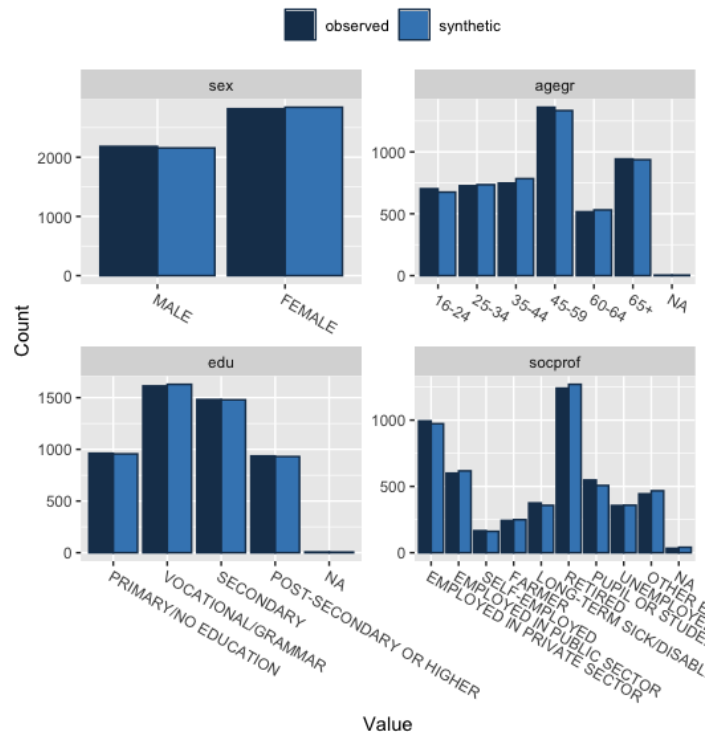 observed synthetic
sex
2000
1000
0
MALE FEMALE
agegr
1000
500
0
16-24 25-34 35-44 45-59 60-64 65+ NA
Count
edu
1500
1000
500
0
PRIMARY/NO EDUCATION VOCATIONAL/GRAMMAR SECONDARY POST-SECONDARY OR HIGHER NA
socprof
1000
500
0
EMPLOYED IN PRIVATE SECTOR EMPLOYED IN PUBLIC SECTOR SELF-EMPLOYED FARMER LONG-TERM SICK/DISABL RETIRED PUPIL OR STUDE UNEMPLOYE OTHER E NA
Value